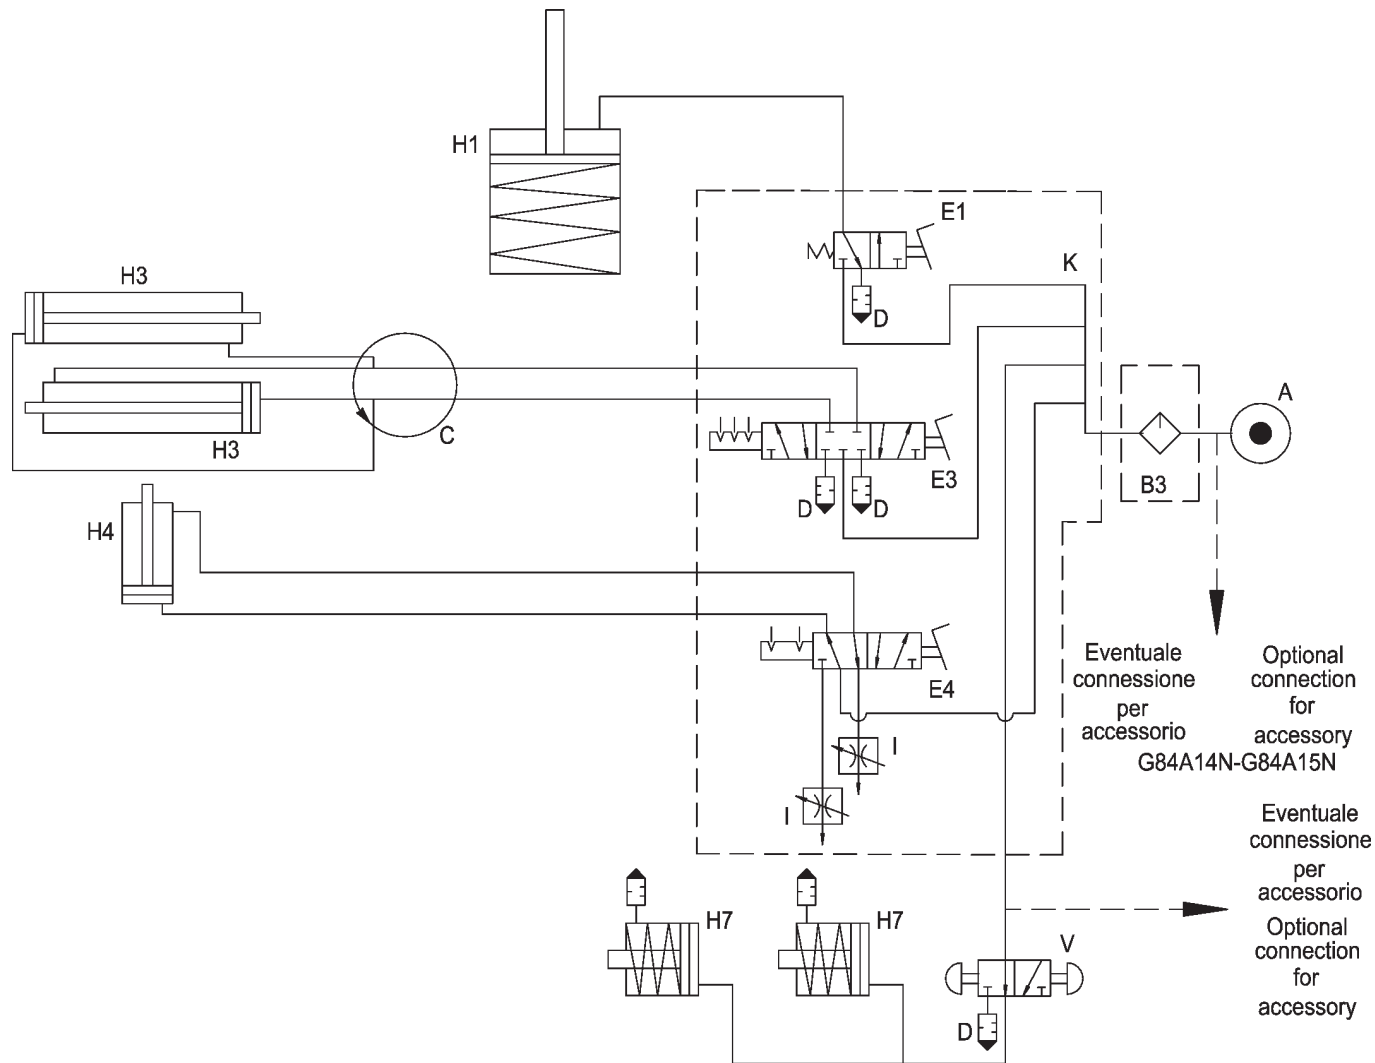 H1
E1
K
H3
D
A
C
H3
E3
B3
D
D
H4
E4
Eventuale
connessione
per
accessorio
Optional
connection
for
accessory
G84A14N-G84A15N
I
I
Eventuale
connessione
per
accessorio
Optional
connection
for
accessory
H7
H7
V
D